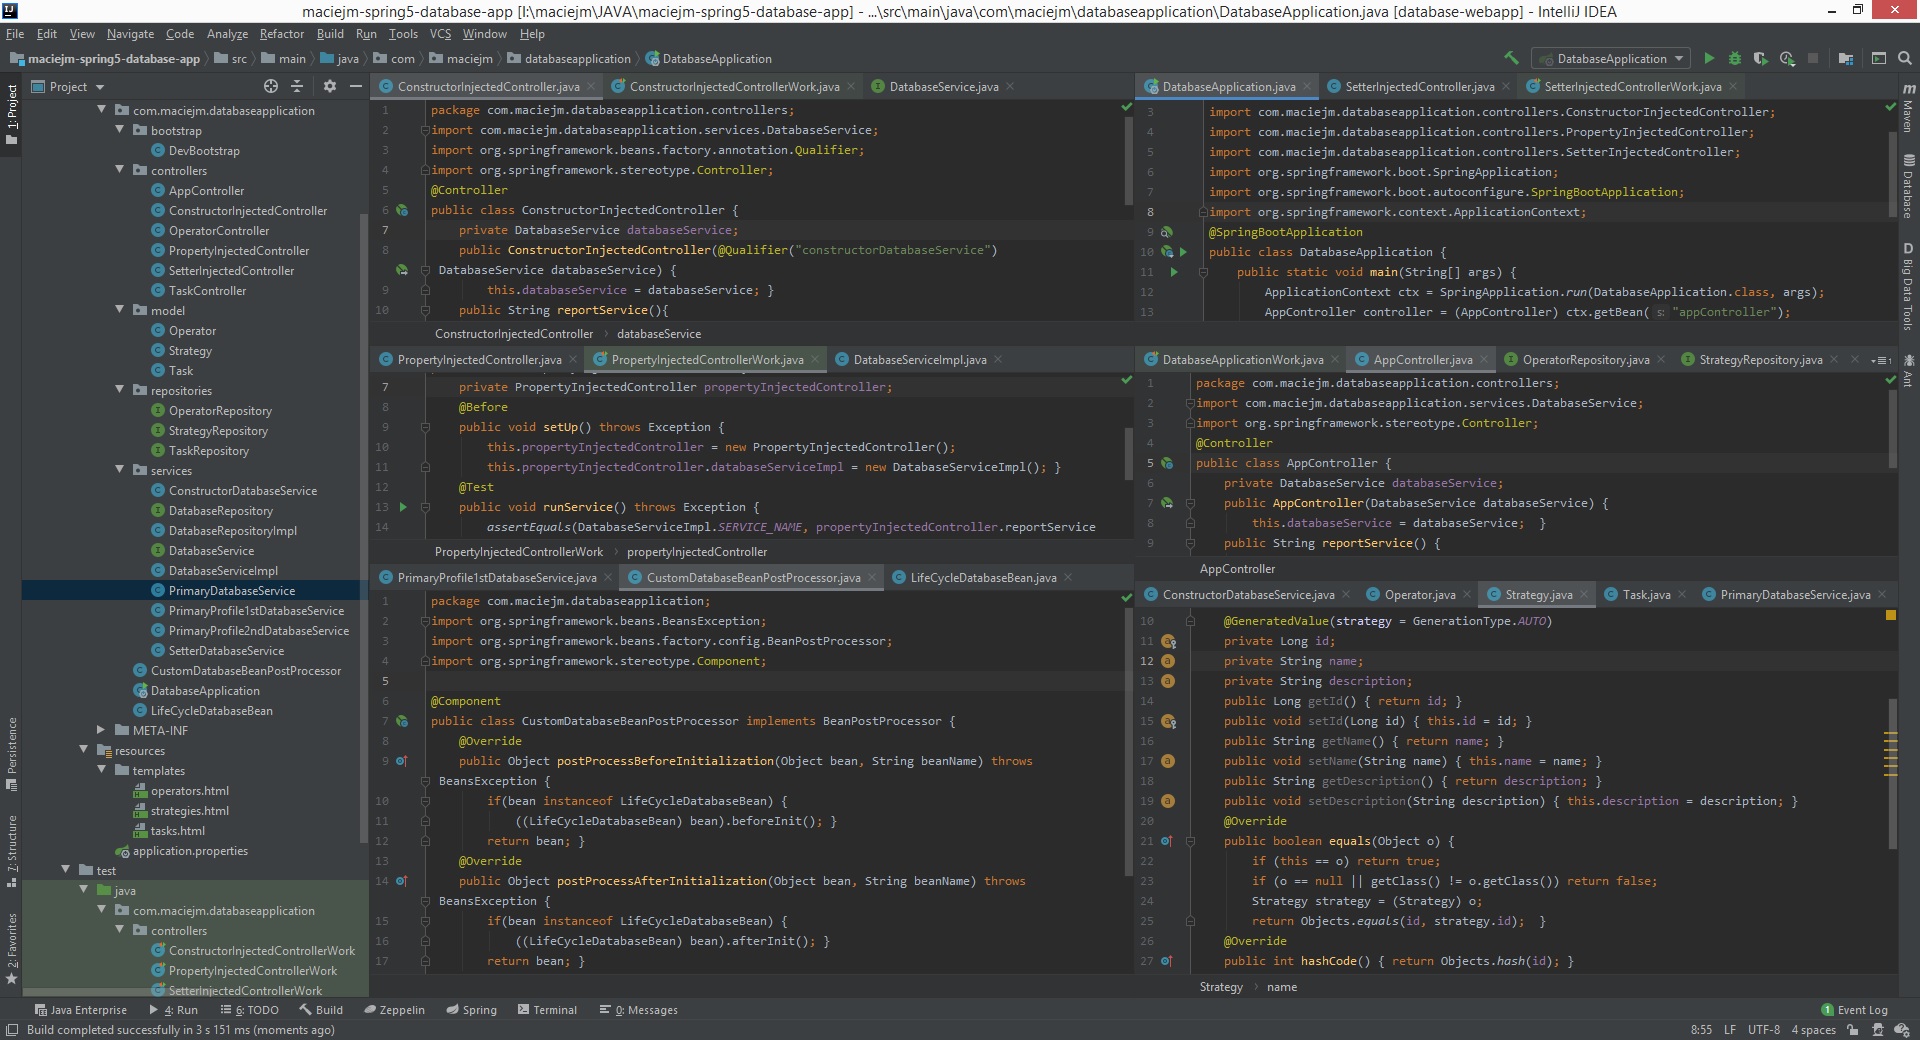 maciejm-spring5-database-app [I:\maciejm\JAVA\maciejm-spring5-database-app] - ...\src\main\java\com\maciejm\databaseapplication\DatabaseApplication.java [database-webapp] - IntelliJ IDEA
File Edit View Navigate Code Analyze Refactor Build Run Tools VCS Window Help
maciejm-spring5-database-app src main java com maciejm databaseapplication DatabaseApplication
DatabaseApplication
1: Project
Project
com.maciejm.databaseapplication
bootstrap
DevBootstrap
controllers
AppController
ConstructorInjectedController
OperatorController
PropertyInjectedController
SetterInjectedController
TaskController
model
Operator
Strategy
Task
repositories
OperatorRepository
StrategyRepository
TaskRepository
services
ConstructorDatabaseService
DatabaseRepository
DatabaseRepositoryImpl
DatabaseService
DatabaseServiceImpl
PrimaryDatabaseService
PrimaryProfile1stDatabaseService
PrimaryProfile2ndDatabaseService
SetterDatabaseService
CustomDatabaseBeanPostProcessor
DatabaseApplication
LifeCycleDatabaseBean
META-INF
resources
templates
operators.html
strategies.html
tasks.html
application.properties
test
java
com.maciejm.databaseapplication
controllers
ConstructorInjectedControllerWork
PropertyInjectedControllerWork
SetterInjectedControllerWork
Persistence
7: Structure
2: Favorites
ConstructorInjectedController.java ConstructorInjectedControllerWork.java DatabaseService.java
1 package com.maciejm.databaseapplication.controllers;
2 import com.maciejm.databaseapplication.services.DatabaseService;
3 import org.springframework.beans.factory.annotation.Qualifier;
4 import org.springframework.stereotype.Controller;
5 @Controller
6 public class ConstructorInjectedController {
7 private DatabaseService databaseService;
8 public ConstructorInjectedController(@Qualifier("constructorDatabaseService")
DatabaseService databaseService) {
9 this.databaseService = databaseService; }
10 public String reportService(){
ConstructorInjectedController databaseService
PropertyInjectedController.java PropertyInjectedControllerWork.java DatabaseServiceImpl.java
7 private PropertyInjectedController propertyInjectedController;
8 @Before
9 public void setUp() throws Exception {
10 this.propertyInjectedController = new PropertyInjectedController();
11 this.propertyInjectedController.databaseServiceImpl = new DatabaseServiceImpl(); }
12 @Test
13 public void runService() throws Exception {
14 assertEquals(DatabaseServiceImpl.SERVICE_NAME, propertyInjectedController.reportService
PropertyInjectedControllerWork propertyInjectedController
PrimaryProfile1stDatabaseService.java CustomDatabaseBeanPostProcessor.java LifeCycleDatabaseBean.java
1 package com.maciejm.databaseapplication;
2 import org.springframework.beans.BeansException;
3 import org.springframework.beans.factory.config.BeanPostProcessor;
4 import org.springframework.stereotype.Component;
5
6 @Component
7 public class CustomDatabaseBeanPostProcessor implements BeanPostProcessor {
8 @Override
9 public Object postProcessBeforeInitialization(Object bean, String beanName) throws
BeansException {
10 if(bean instanceof LifeCycleDatabaseBean) {
11 ((LifeCycleDatabaseBean) bean).beforeInit(); }
12 return bean; }
13 @Override
14 public Object postProcessAfterInitialization(Object bean, String beanName) throws
BeansException {
15 if(bean instanceof LifeCycleDatabaseBean) {
16 ((LifeCycleDatabaseBean) bean).afterInit(); }
17 return bean; }
DatabaseApplication.java SetterInjectedController.java SetterInjectedControllerWork.java
3 import com.maciejm.databaseapplication.controllers.ConstructorInjectedController;
4 import com.maciejm.databaseapplication.controllers.PropertyInjectedController;
5 import com.maciejm.databaseapplication.controllers.SetterInjectedController;
6 import org.springframework.boot.SpringApplication;
7 import org.springframework.boot.autoconfigure.SpringBootApplication;
8 import org.springframework.context.ApplicationContext;
9 @SpringBootApplication
10 public class DatabaseApplication {
11 public static void main(String[] args) {
12 ApplicationContext ctx = SpringApplication.run(DatabaseApplication.class, args);
13 AppController controller = (AppController) ctx.getBean( s: "appController");
DatabaseApplicationWork.java AppController.java OperatorRepository.java StrategyRepository.java
1 package com.maciejm.databaseapplication.controllers;
2 import com.maciejm.databaseapplication.services.DatabaseService;
3 import org.springframework.stereotype.Controller;
4 @Controller
5 public class AppController {
6 private DatabaseService databaseService;
7 public AppController(DatabaseService databaseService) {
8 this.databaseService = databaseService; }
9 public String reportService() {
AppController
ConstructorDatabaseService.java Operator.java Strategy.java Task.java PrimaryDatabaseService.java
10 @GeneratedValue(strategy = GenerationType.AUTO)
11 private Long id;
12 private String name;
13 private String description;
14 public Long getId() { return id; }
15 public void setId(Long id) { this.id = id; }
16 public String getName() { return name; }
17 public void setName(String name) { this.name = name; }
18 public String getDescription() { return description; }
19 public void setDescription(String description) { this.description = description; }
20 @Override
21 public boolean equals(Object o) {
22 if (this == o) return true;
23 if (o == null || getClass() != o.getClass()) return false;
24 Strategy strategy = (Strategy) o;
25 return Objects.equals(id, strategy.id); }
26 @Override
27 public int hashCode() { return Objects.hash(id); }
Strategy name
Maven
Database
Big Data Tools
Ant
Java Enterprise 4: Run 6: TODO Build Zeppelin Spring Terminal 0: Messages 1 Event Log
Build completed successfully in 3 s 151 ms (moments ago) 8:55 LF UTF-8 4 spaces